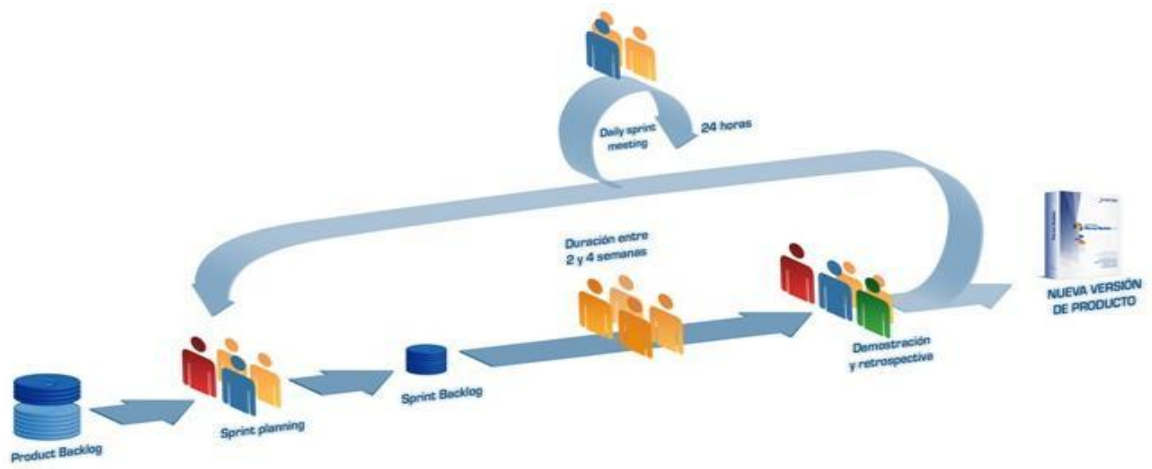 Daily sprint
meeting
24 horas
Duración entre
2 y 4 semanas
NUEVA VERSIÓN
DE PRODUCTO
Demostración
y retrospective
Sprint Backlog
Sprint planning
Product Backlog